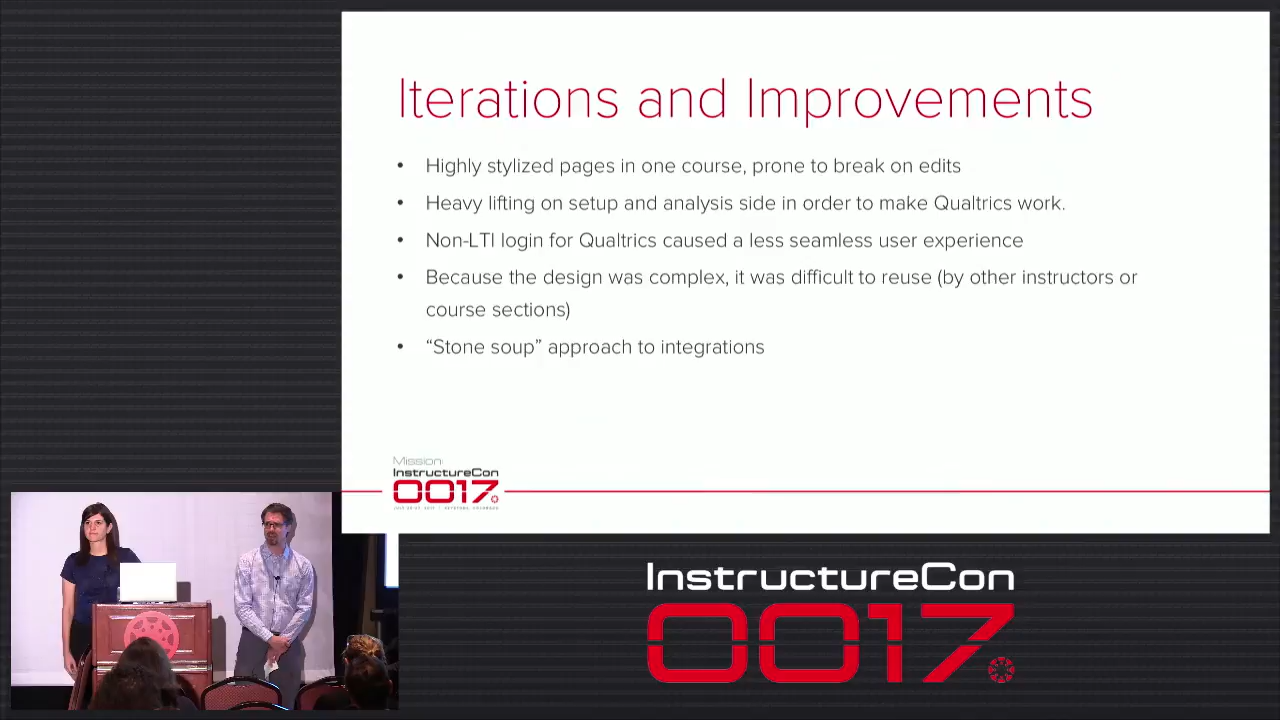 Iterations and Improvements
• Highly stylized pages in one course, prone to break on edits
• Heavy lifting on setup and analysis side in order to make Qualtrics work.
• Non-LTI login for Qualtrics caused a less seamless user experience
• Because the design was complex, it was difficult to reuse (by other instructors or
course sections)
• “Stone soup” approach to integrations
Mission:
InstructureCon
0017
InstructureCon
0017